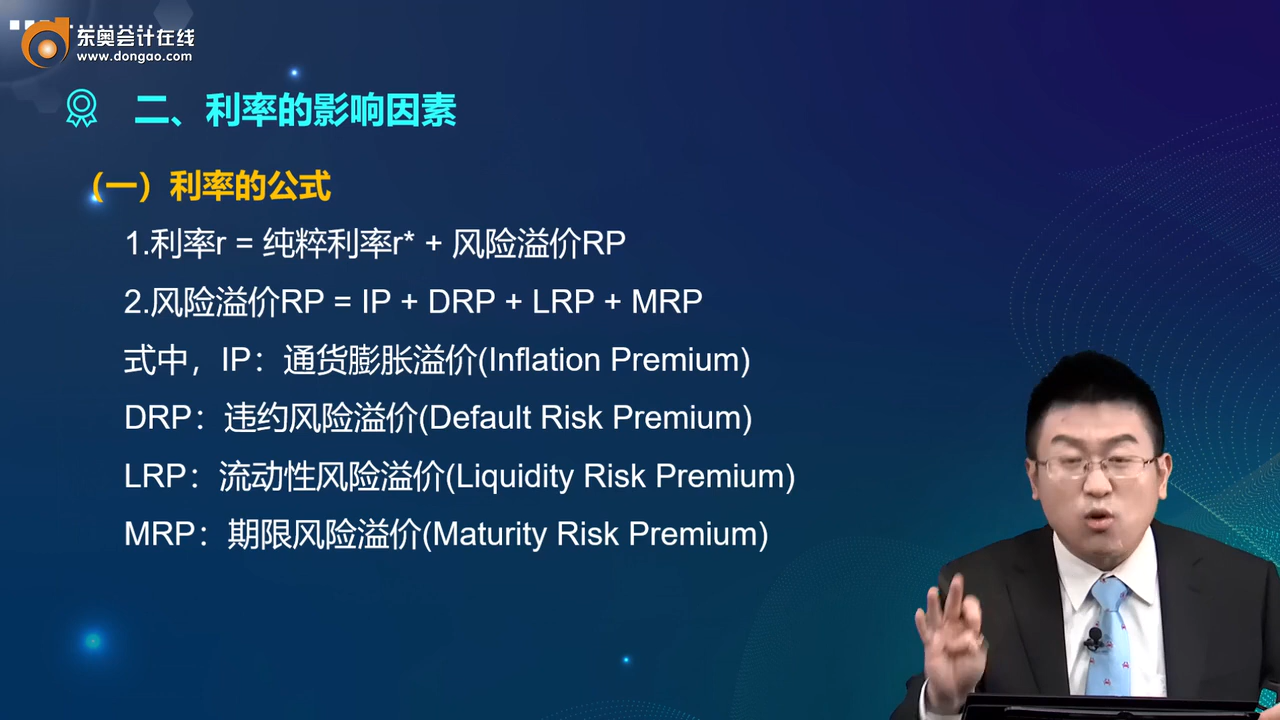 东奥会计在线
www.dongao.com
二、利率的影响因素
（一）利率的公式
1.利率r = 纯粹利率r* + 风险溢价RP
2.风险溢价RP = IP + DRP + LRP + MRP
式中，IP：通货膨胀溢价(Inflation Premium)
DRP：违约风险溢价(Default Risk Premium)
LRP：流动性风险溢价(Liquidity Risk Premium)
MRP：期限风险溢价(Maturity Risk Premium)